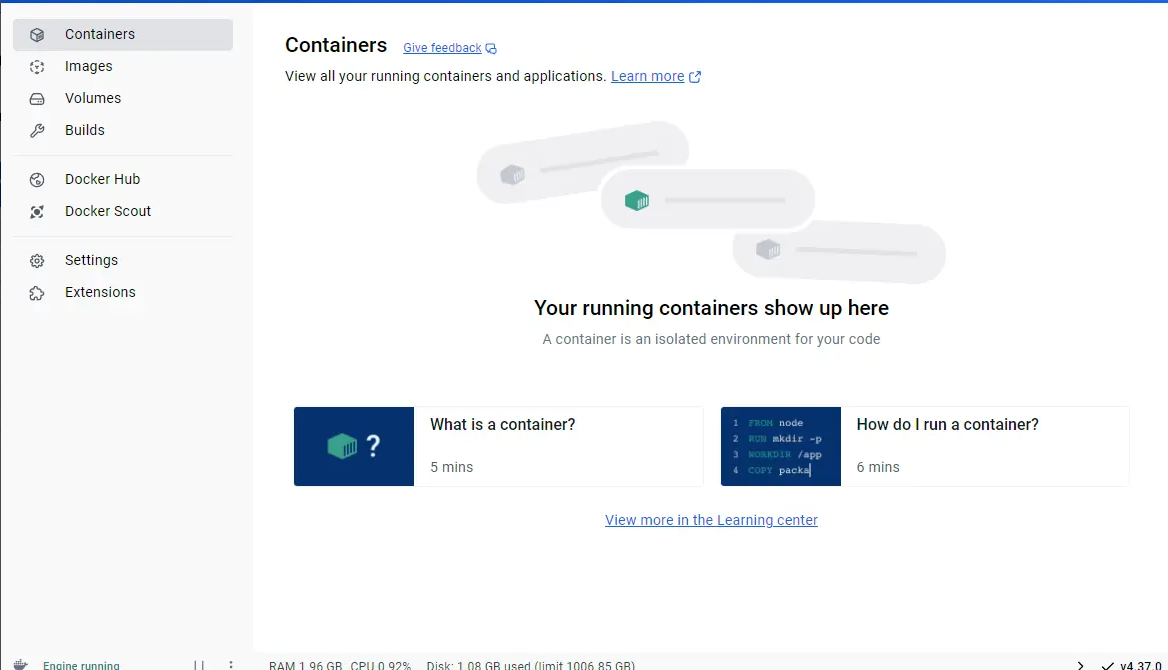 Containers
Images
Volumes
Builds
Docker Hub
Docker Scout
Settings
Extensions
Containers Give feedback
View all your running containers and applications. Learn more
Your running containers show up here
A container is an isolated environment for your code
?
What is a container?
5 mins
1 FROM node
2 RUN mkdir -p
3 WORKDIR /app
4 COPY packa
How do I run a container?
6 mins
View more in the Learning center
Engine running RAM 1.96 GB CPU 0.92% Disk: 1.08 GB used (limit 1006.85 GB) v4.37.0